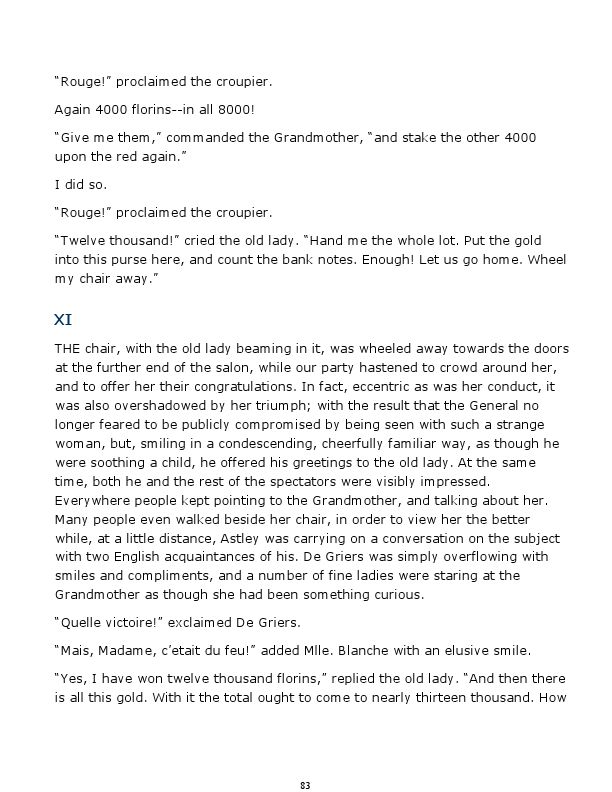 “Rouge!” proclaimed the croupier.
Again 4000 florins--in all 8000!
“Give me them,” commanded the Grandmother, “and stake the other 4000
upon the red again.”
I did so.
“Rouge!” proclaimed the croupier.
“Twelve thousand!” cried the old lady. “Hand me the whole lot. Put the gold
into this purse here, and count the bank notes. Enough! Let us go home. Wheel
my chair away.”
XI
THE chair, with the old lady beaming in it, was wheeled away towards the doors
at the further end of the salon, while our party hastened to crowd around her,
and to offer her their congratulations. In fact, eccentric as was her conduct, it
was also overshadowed by her triumph; with the result that the General no
longer feared to be publicly compromised by being seen with such a strange
woman, but, smiling in a condescending, cheerfully familiar way, as though he
were soothing a child, he offered his greetings to the old lady. At the same
time, both he and the rest of the spectators were visibly impressed.
Everywhere people kept pointing to the Grandmother, and talking about her.
Many people even walked beside her chair, in order to view her the better
while, at a little distance, Astley was carrying on a conversation on the subject
with two English acquaintances of his. De Griers was simply overflowing with
smiles and compliments, and a number of fine ladies were staring at the
Grandmother as though she had been something curious.
“Quelle victoire!” exclaimed De Griers.
“Mais, Madame, c’etait du feu!” added Mlle. Blanche with an elusive smile.
“Yes, I have won twelve thousand florins,” replied the old lady. “And then there
is all this gold. With it the total ought to come to nearly thirteen thousand. How
83